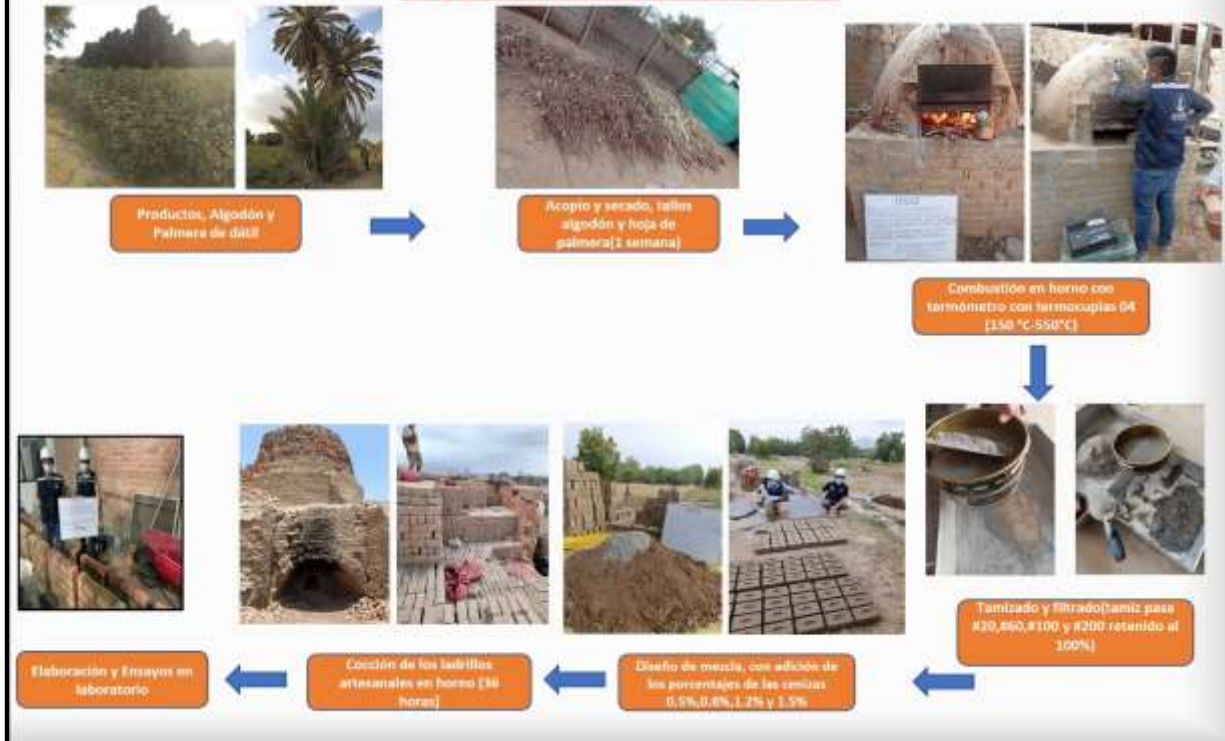 Productos, Algodón y
Palmera de dátil
Acopio y secado, tallos
algodón y hoja de
palmera(1 semana)
Combustión en horno con
termómetro con termocuplas 04
(150 °C-550°C)
Tamizado y filtrado(tamiz pasa
#20,#60,#100 y #200 retenido al
100%)
Diseño de mezcla, con adición de
los porcentajes de las cenizas
0.5%,0.8%,1.2% y 1.5%
Cocción de los ladrillos
artesanales en horno (36
horas)
Elaboración y Ensayos en
laboratorio